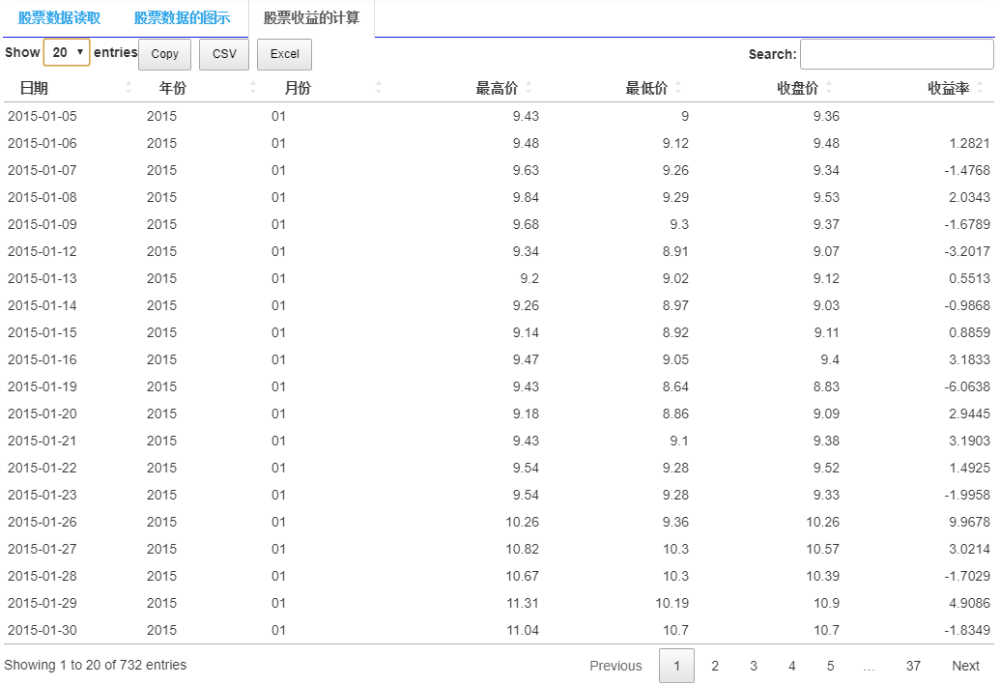 股票数据读取 股票数据的图示 股票收益的计算
Show 20 entries Copy CSV Excel Search:
日期 年份 月份 最高价 最低价 收盘价 收益率
2015-01-05 2015 01 9.43 9 9.36
2015-01-06 2015 01 9.48 9.12 9.48 1.2821
2015-01-07 2015 01 9.63 9.26 9.34 -1.4768
2015-01-08 2015 01 9.84 9.29 9.53 2.0343
2015-01-09 2015 01 9.68 9.3 9.37 -1.6789
2015-01-12 2015 01 9.34 8.91 9.07 -3.2017
2015-01-13 2015 01 9.2 9.02 9.12 0.5513
2015-01-14 2015 01 9.26 8.97 9.03 -0.9868
2015-01-15 2015 01 9.14 8.92 9.11 0.8859
2015-01-16 2015 01 9.47 9.05 9.4 3.1833
2015-01-19 2015 01 9.43 8.64 8.83 -6.0638
2015-01-20 2015 01 9.18 8.86 9.09 2.9445
2015-01-21 2015 01 9.43 9.1 9.38 3.1903
2015-01-22 2015 01 9.54 9.28 9.52 1.4925
2015-01-23 2015 01 9.54 9.28 9.33 -1.9958
2015-01-26 2015 01 10.26 9.36 10.26 9.9678
2015-01-27 2015 01 10.82 10.3 10.57 3.0214
2015-01-28 2015 01 10.67 10.3 10.39 -1.7029
2015-01-29 2015 01 11.31 10.19 10.9 4.9086
2015-01-30 2015 01 11.04 10.7 10.7 -1.8349
Showing 1 to 20 of 732 entries Previous 1 2 3 4 5 … 37 Next